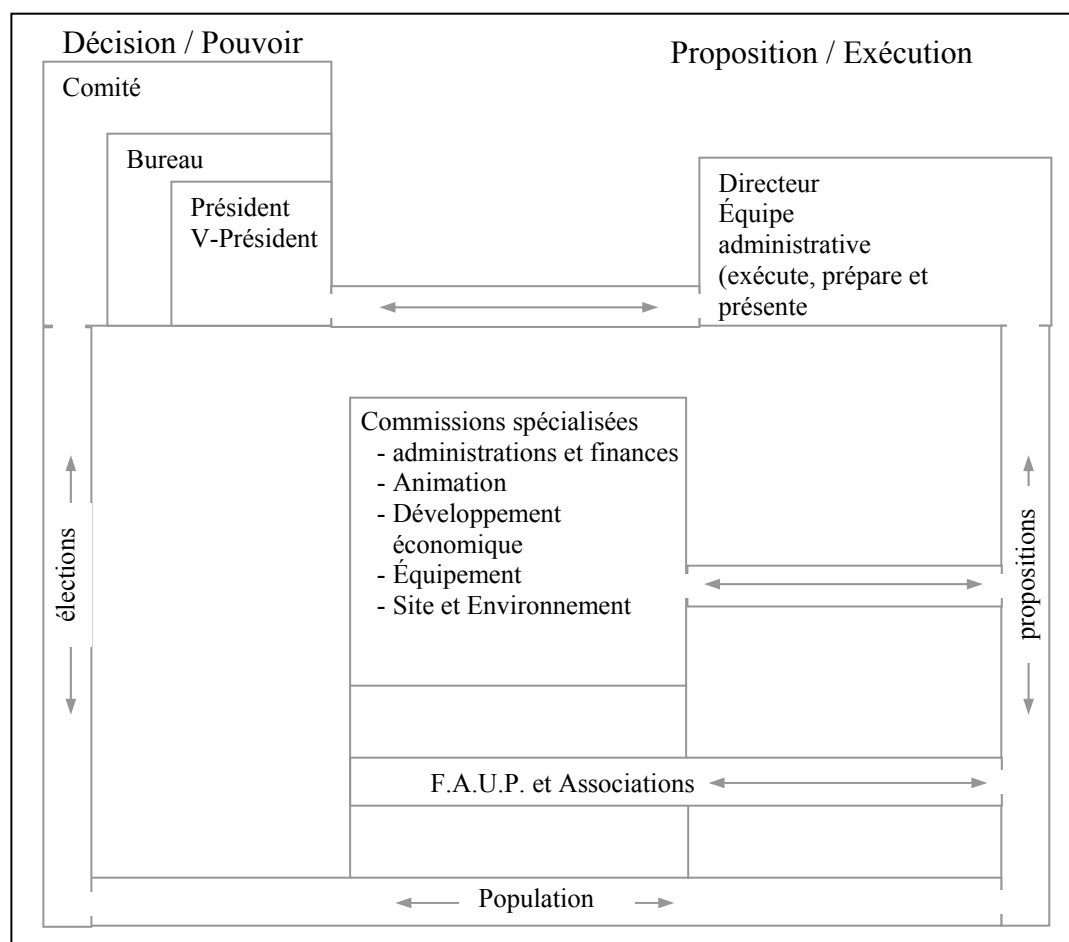 Décision / Pouvoir
Proposition / Exécution
Comité
Bureau
Président
V-Président
Directeur
Équipe
administrative
(exécute, prépare et
présente
Commissions spécialisées
- administrations et finances
- Animation
- Développement
économique
- Équipement
- Site et Environnement
élections
propositions
F.A.U.P. et Associations
Population